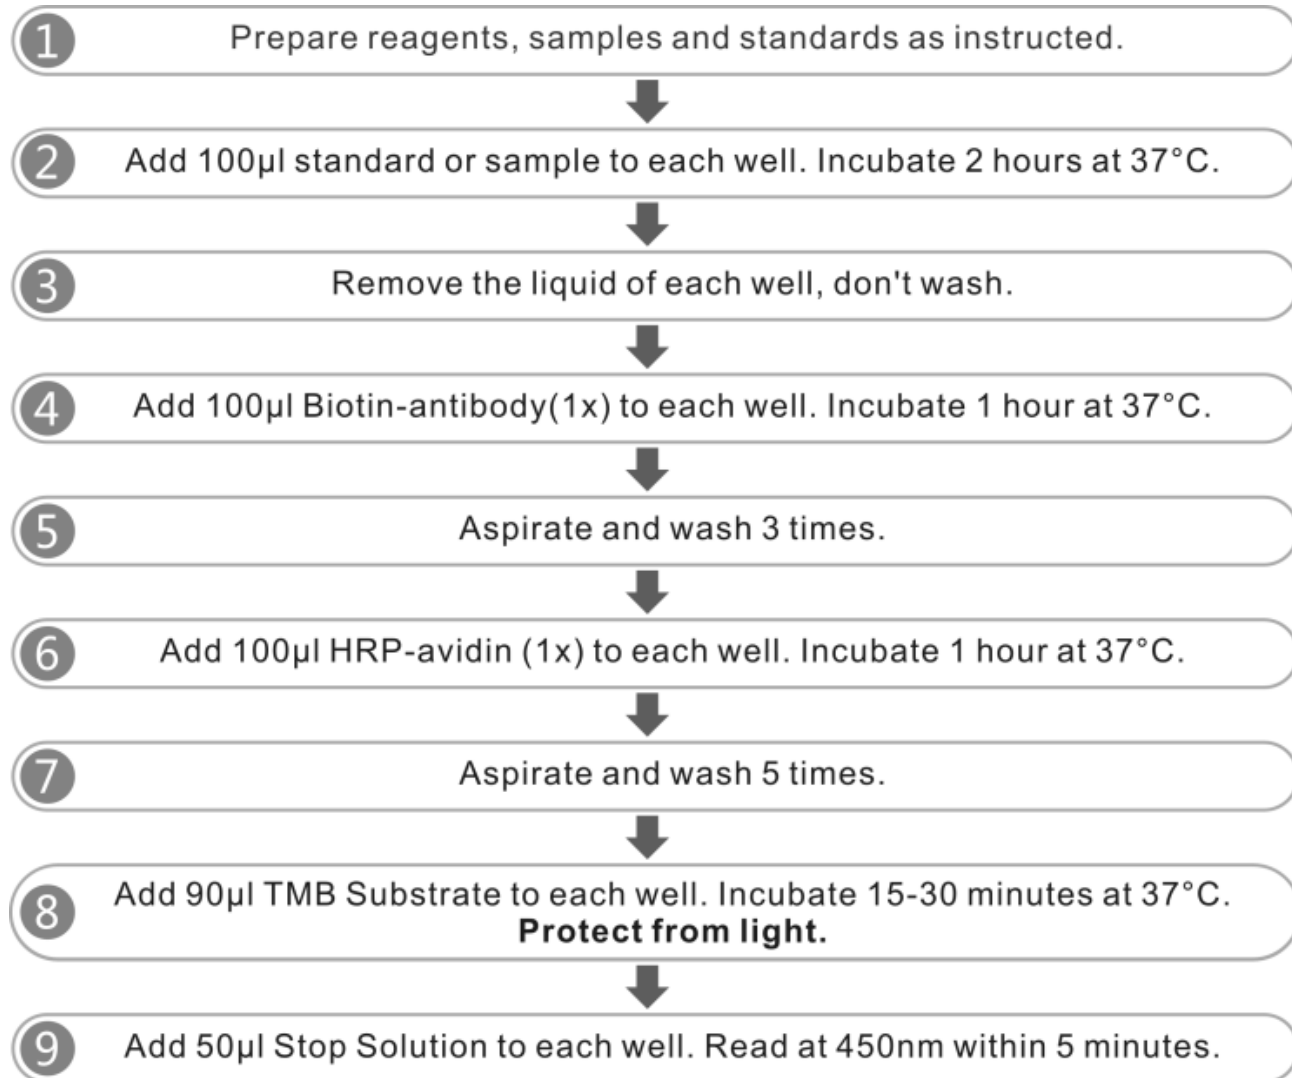 1 Prepare reagents, samples and standards as instructed.
2 Add 100µl standard or sample to each well. Incubate 2 hours at 37°C.
3 Remove the liquid of each well, don't wash.
4 Add 100µl Biotin-antibody(1x) to each well. Incubate 1 hour at 37°C.
5 Aspirate and wash 3 times.
6 Add 100µl HRP-avidin (1x) to each well. Incubate 1 hour at 37°C.
7 Aspirate and wash 5 times.
8 Add 90µl TMB Substrate to each well. Incubate 15-30 minutes at 37°C.
Protect from light.
9 Add 50µl Stop Solution to each well. Read at 450nm within 5 minutes.